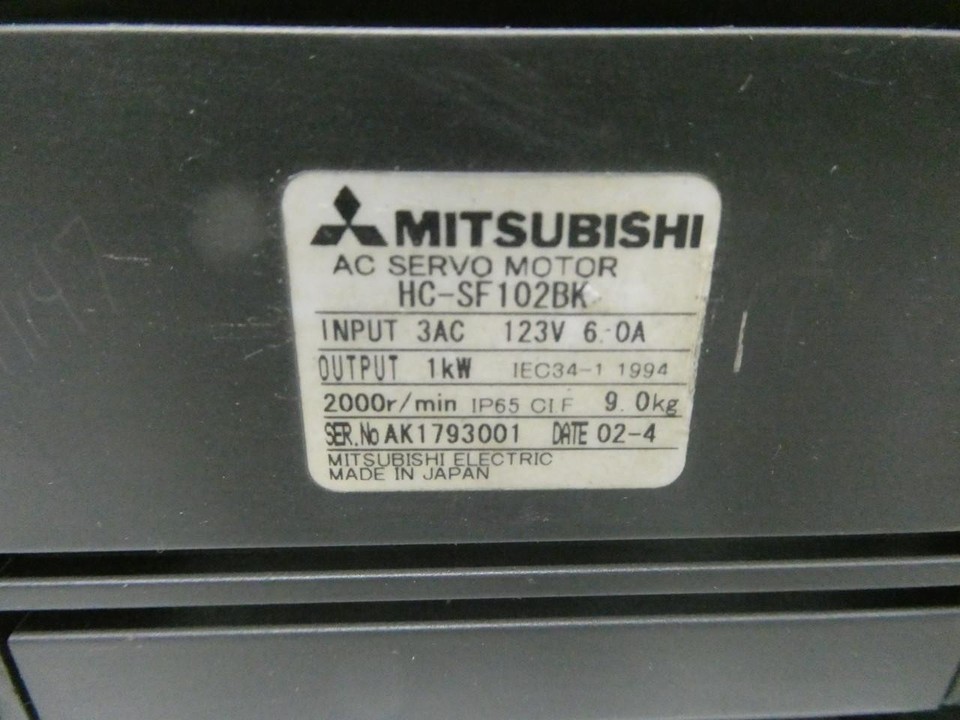 MITSUBISHI
AC SERVO MOTOR
HC-SF102BK
INPUT 3AC 123V 6.0A
OUTPUT 1kW IEC34-1 1994
2000r/min IP65 Cl.F 9.0kg
SER.No AK1793001 DATE 02-4
MITSUBISHI ELECTRIC
MADE IN JAPAN